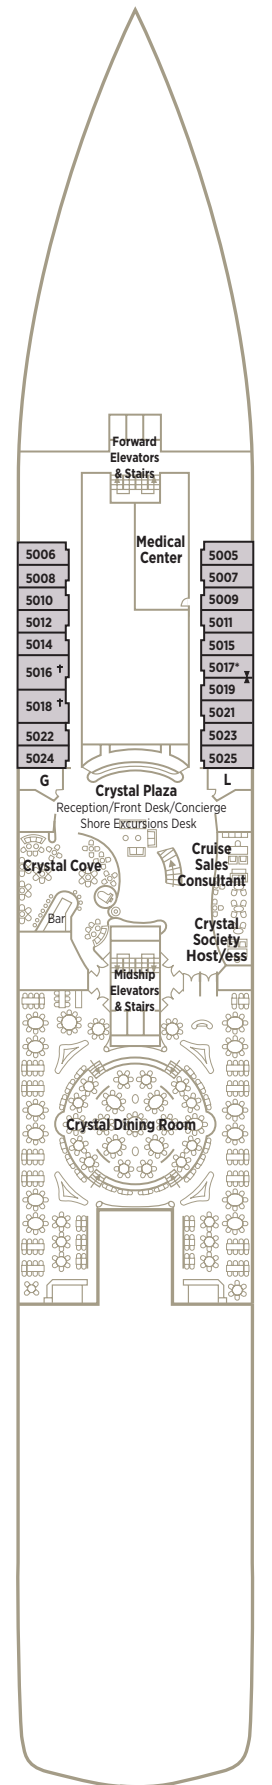 Forward
Elevators
& Stairs
Medical
Center
5006
5008
5010
5012
5014
5016 †
5018 †
5022
5024
5005
5007
5009
5011
5015
5017*
5019
5021
5023
5025
G
L
Crystal Plaza
Reception/Front Desk/Concierge
Shore Excursions Desk
Crystal Cove
Bar
Cruise
Sales
Consultant
Crystal
Society
Host/ess
Midship
Elevators
& Stairs
Crystal Dining Room